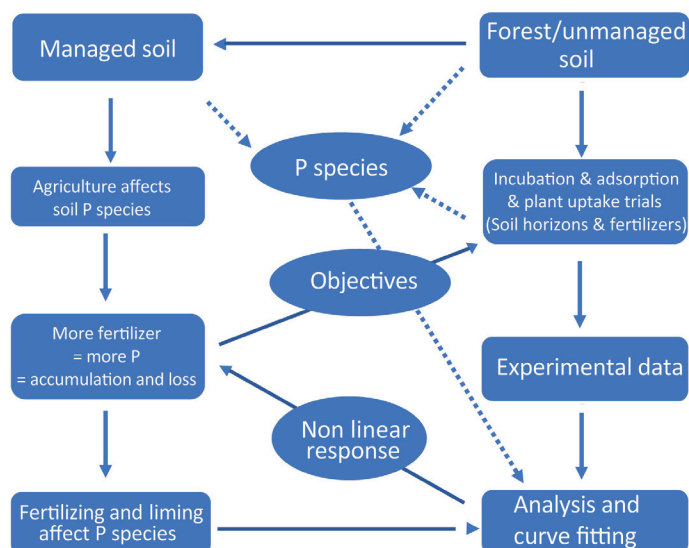 Managed soil
Forest/unmanaged
soil
P species
Agriculture affects
soil P species
Incubation & adsorption
& plant uptake trials
(Soil horizons & fertilizers)
Objectives
More fertilizer
= more P
= accumulation and loss
Experimental data
Non linear
response
Fertilizing and liming
affect P species
Analysis and
curve fitting